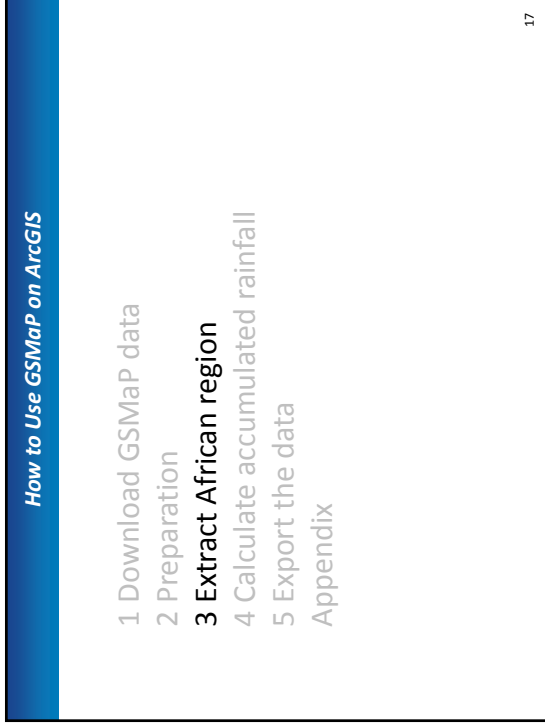 How to Use GSMaP on ArcGIS
1 Download GSMaP data
2 Preparation
3 Extract African region
4 Calculate accumulated rainfall
5 Export the data
Appendix
17